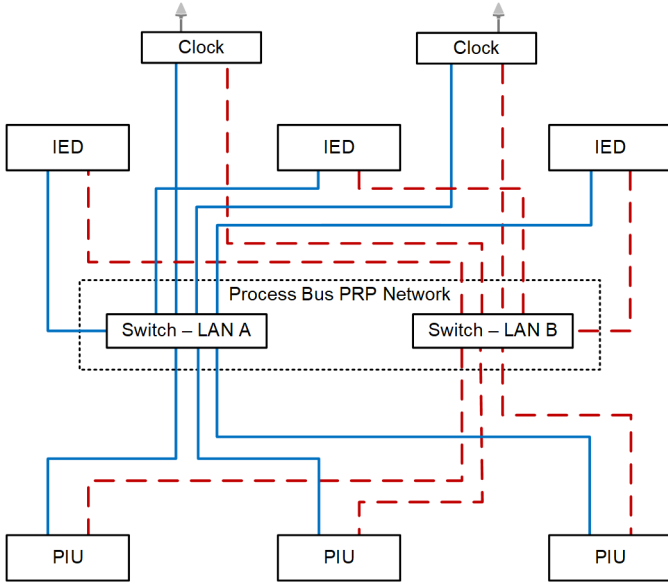 Clock
Clock
IED
IED
IED
Process Bus PRP Network
Switch – LAN A
Switch – LAN B
PIU
PIU
PIU